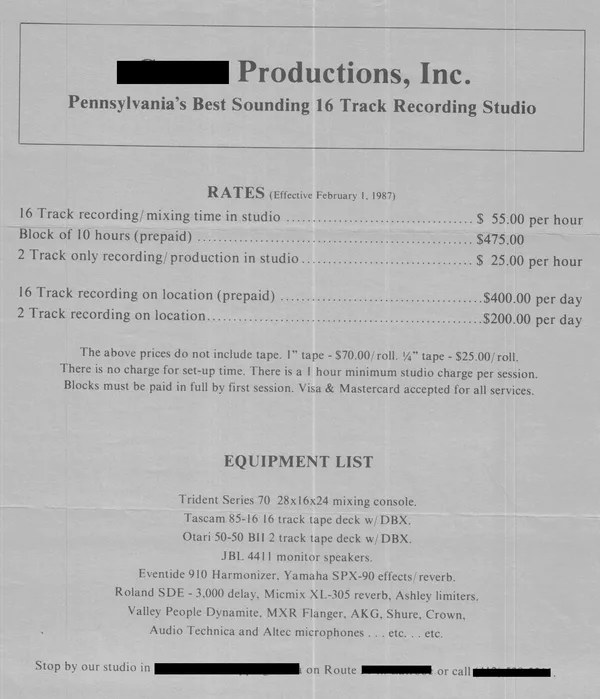 Productions, Inc.
Pennsylvania's Best Sounding 16 Track Recording Studio
RATES (Effective February 1, 1987)
16 Track recording/mixing time in studio ................................. $ 55.00 per hour
Block of 10 hours (prepaid) ................................................ $475.00
2 Track only recording/production in studio.............................. $ 25.00 per hour
16 Track recording on location (prepaid) ...................................$400.00 per day
2 Track recording on location................................................$200.00 per day
The above prices do not include tape. 1" tape - $70.00/roll. ¼" tape - $25.00/roll.
There is no charge for set-up time. There is a 1 hour minimum studio charge per session.
Blocks must be paid in full by first session. Visa & Mastercard accepted for all services.
EQUIPMENT LIST
Trident Series 70 28x16x24 mixing console.
Tascam 85-16 16 track tape deck w/DBX.
Otari 50-50 BII 2 track tape deck w/DBX.
JBL 4411 monitor speakers.
Eventide 910 Harmonizer, Yamaha SPX-90 effects/reverb.
Roland SDE - 3,000 delay, Micmix XL-305 reverb, Ashley limiters,
Valley People Dynamite, MXR Flanger, AKG, Shure, Crown,
Audio Technica and Altec microphones . . . etc. . . etc.
Stop by our studio in on Route or call .